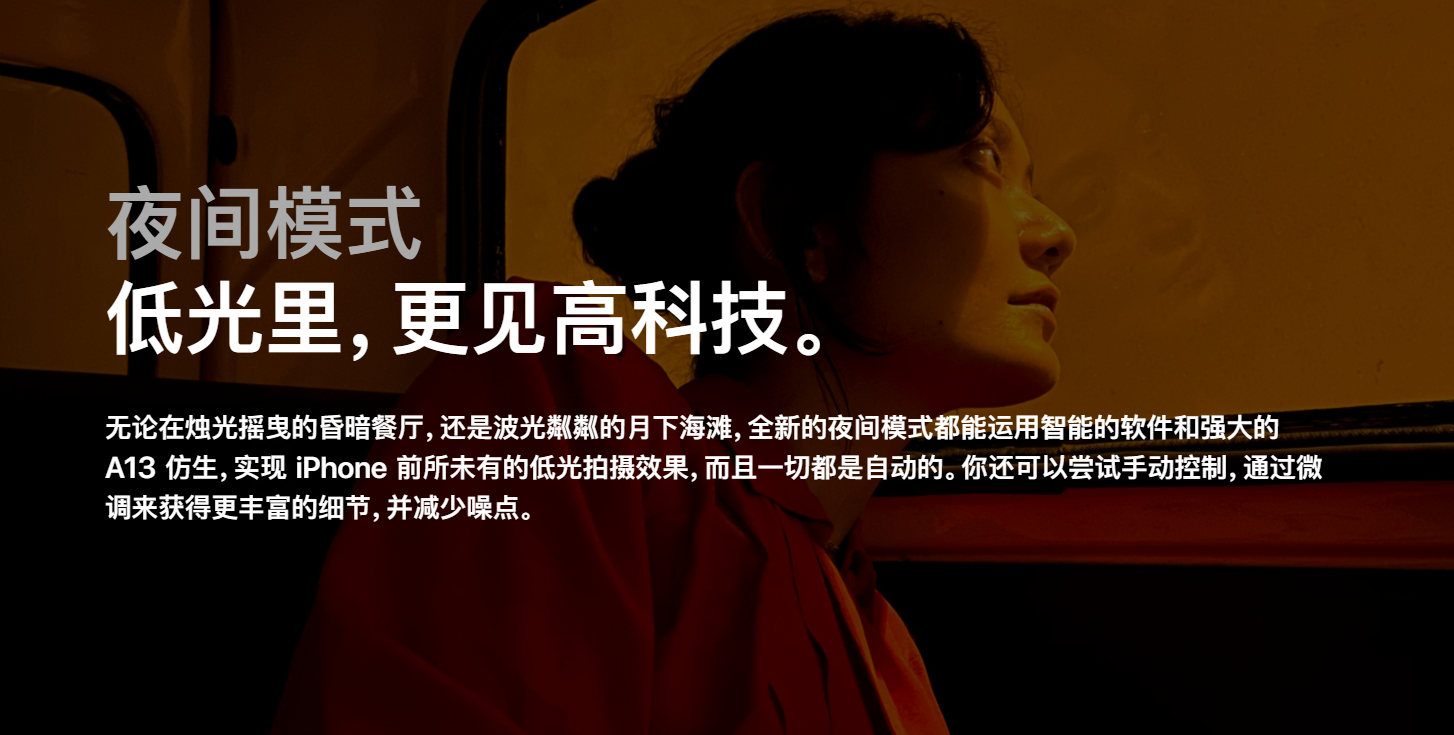 夜间模式
低光里，更见高科技。
无论在烛光摇曳的昏暗餐厅，还是波光粼粼的月下海滩，全新的夜间模式都能运用智能的软件和强大的
A13 仿生，实现 iPhone 前所未有的低光拍摄效果，而且一切都是自动的。你还可以尝试手动控制，通过微
调来获得更丰富的细节，并减少噪点。